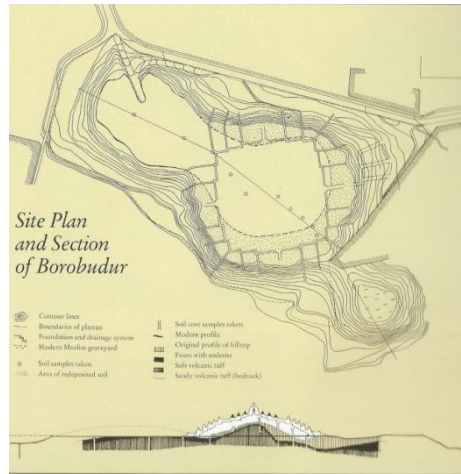 Site Plan
and Section
of Borobudur
Contour lines
Boundaries of plateau
Foundation and drainage system
Modern Muslim graveyard
Soil samples taken
Area of redeposited soil
Soil core samples taken
Modern profile
Original profile of hilltop
with andesite
Soft volcanic tuff
Sandy volcanic tuff (bedrock)